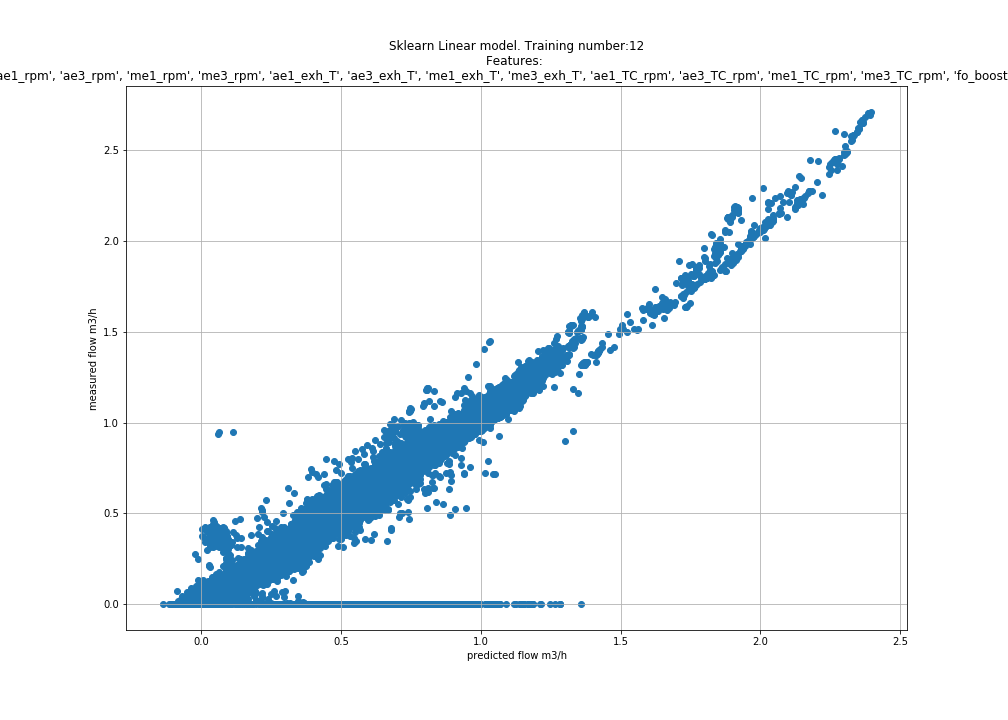 Sklearn Linear model. Training number:12
Features:
ae1_rpm', 'ae3_rpm', 'me1_rpm', 'me3_rpm', 'ae1_exh_T', 'ae3_exh_T', 'me1_exh_T', 'me3_exh_T', 'ae1_TC_rpm', 'ae3_TC_rpm', 'me1_TC_rpm', 'me3_TC_rpm', 'fo_boost
2.5
2.0
1.5
1.0
0.5
0.0
measured flow m3/h
0.0 0.5 1.0 1.5 2.0 2.5
predicted flow m3/h